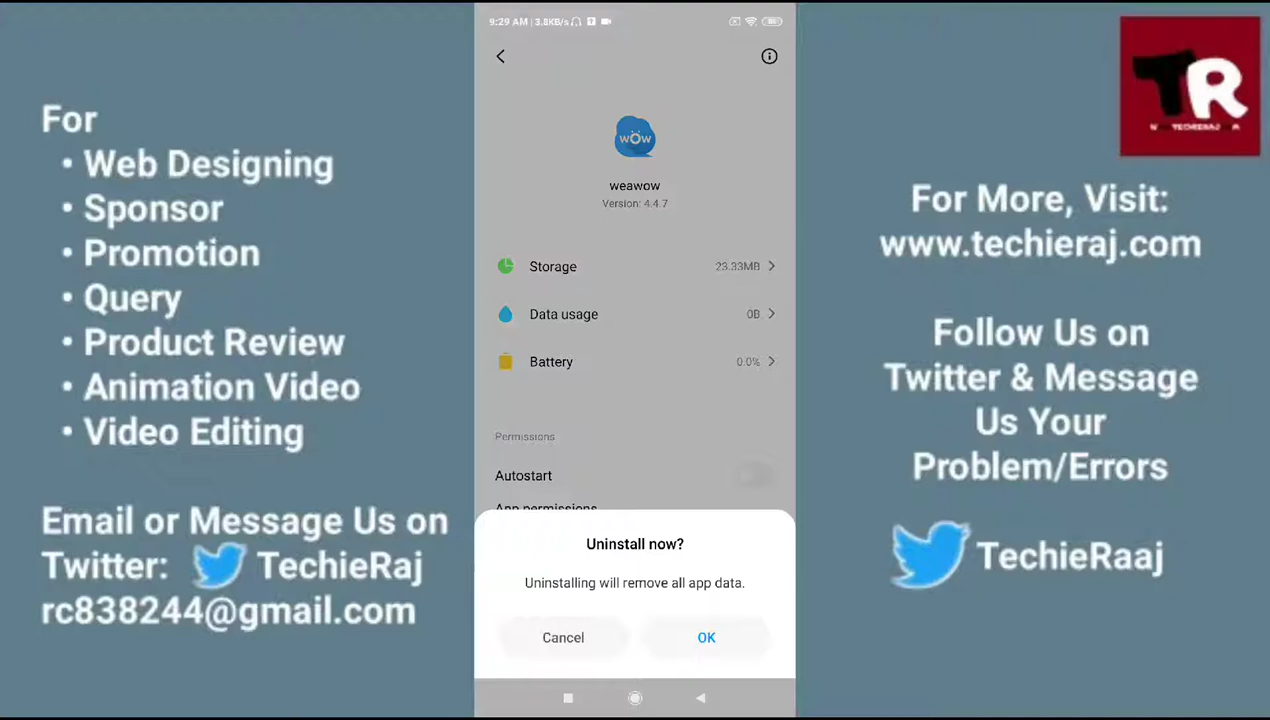 For
• Web Designing
• Sponsor
• Promotion
• Query
• Product Review
• Animation Video
• Video Editing
Email or Message Us on
Twitter: TechieRaj
rc838244@gmail.com
9:29 AM | 3.8KB/s
wow
weawow
Version: 4.4.7
Storage 23.33MB
Data usage 0B
Battery 0.0%
Permissions
Autostart
App permissions
Uninstall now?
Uninstalling will remove all app data.
Cancel OK
TR
For More, Visit:
www.techieraj.com
Follow Us on
Twitter & Message
Us Your
Problem/Errors
TechieRaaj